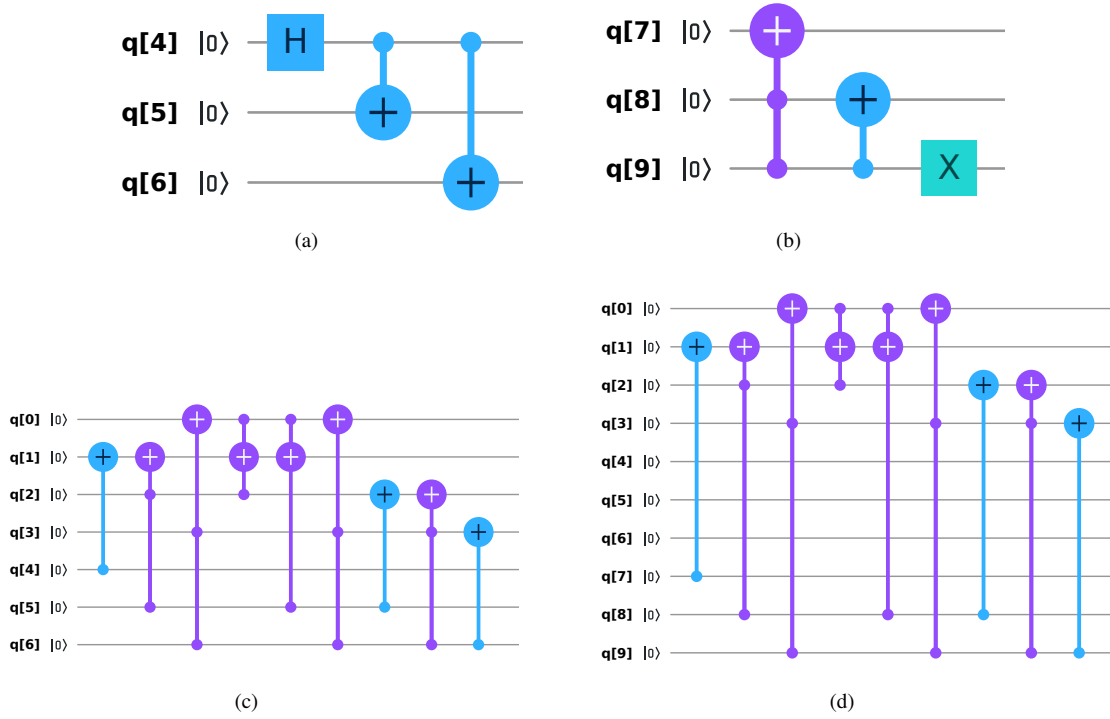 q[4] |0⟩ H
q[5] |0⟩
q[6] |0⟩
(a)
q[7] |0⟩
q[8] |0⟩
q[9] |0⟩ X
(b)
q[0] |0⟩
q[1] |0⟩
q[2] |0⟩
q[3] |0⟩
q[4] |0⟩
q[5] |0⟩
q[6] |0⟩
(c)
q[0] |0⟩
q[1] |0⟩
q[2] |0⟩
q[3] |0⟩
q[4] |0⟩
q[5] |0⟩
q[6] |0⟩
q[7] |0⟩
q[8] |0⟩
q[9] |0⟩
(d)